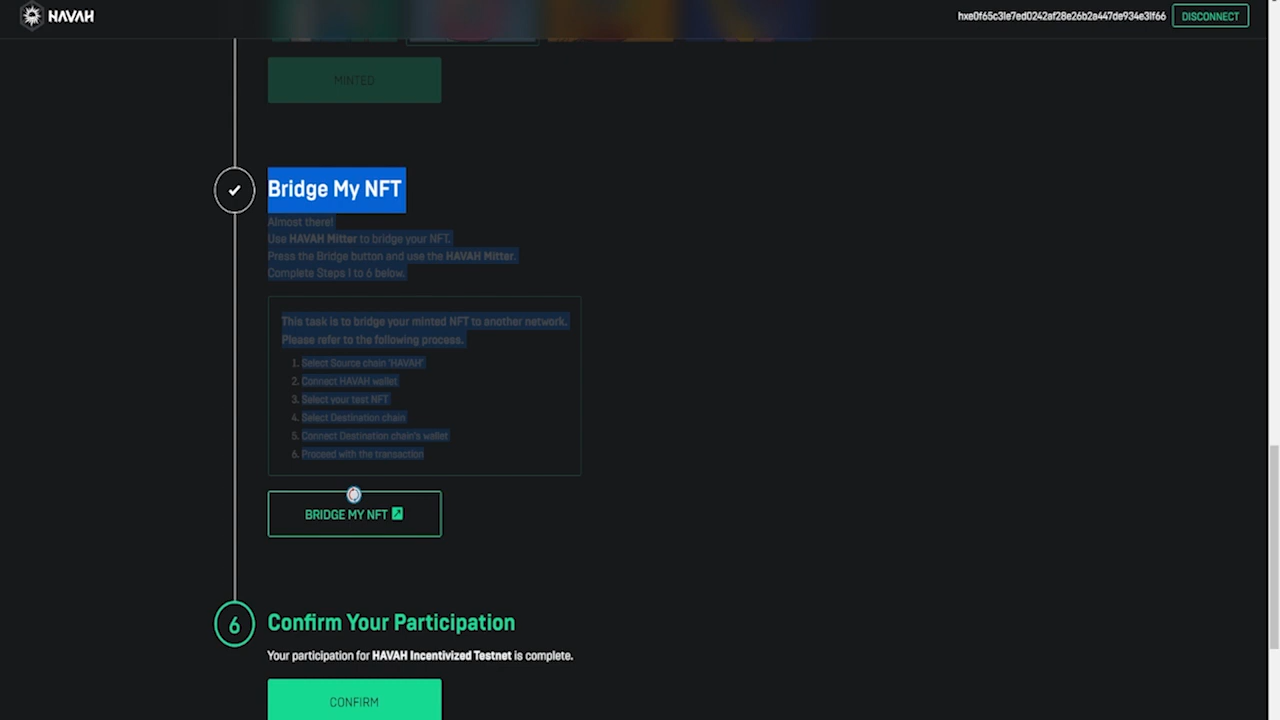 HAVAH
hxe0f65c31e7ed0242af28e26b2a447de934e31f66
DISCONNECT
MINTED
Bridge My NFT
Almost there!
Use HAVAH Mitter to bridge your NFT.
Press the Bridge button and use the HAVAH Mitter.
Complete Steps 1 to 6 below.
This task is to bridge your minted NFT to another network.
Please refer to the following process.
1. Select Source chain 'HAVAH'
2. Connect HAVAH wallet
3. Select your test NFT
4. Select Destination chain
5. Connect Destination chain's wallet
6. Proceed with the transaction
BRIDGE MY NFT
6
Confirm Your Participation
Your participation for HAVAH Incentivized Testnet is complete.
CONFIRM